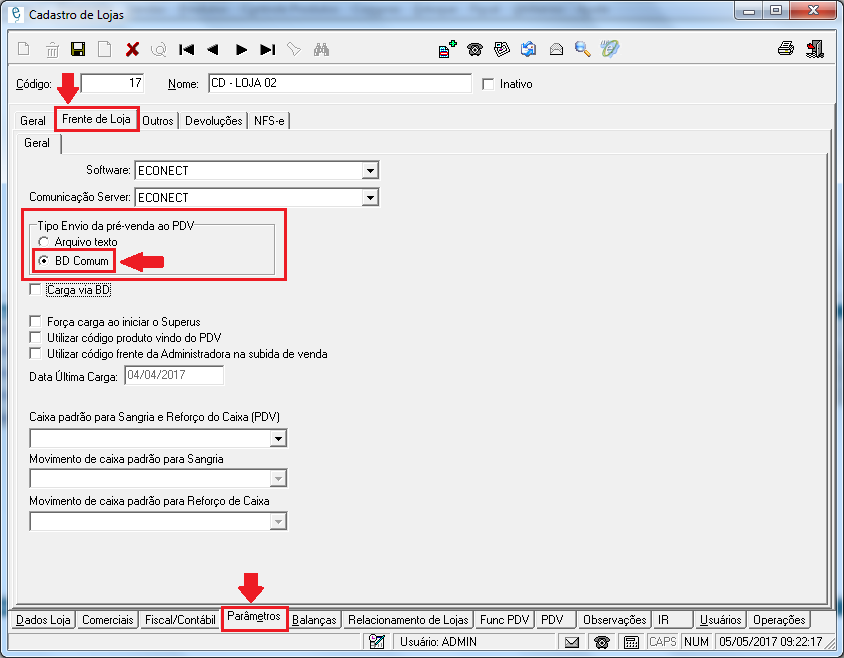 Cadastro de Lojas
Código: 17 Nome: CD - LOJA 02 Inativo
Geral Frente de Loja Outros Devoluções NFS-e
Geral
Software: ECONECT
Comunicação Server: ECONECT
Tipo Envio da pré-venda ao PDV
Arquivo texto
BD Comum
Carga via BD
Força carga ao iniciar o Superus
Utilizar código produto vindo do PDV
Utilizar código frente da Administradora na subida de venda
Data Última Carga: 04/04/2017
Caixa padrão para Sangria e Reforço do Caixa (PDV)
Movimento de caixa padrão para Sangria
Movimento de caixa padrão para Reforço de Caixa
Dados Loja Comerciais Fiscal/Contábil Parâmetros Balanças Relacionamento de Lojas Func PDV PDV Observações IR Usuários Operações
Usuário: ADMIN CAPS NUM 05/05/2017 09:22:17